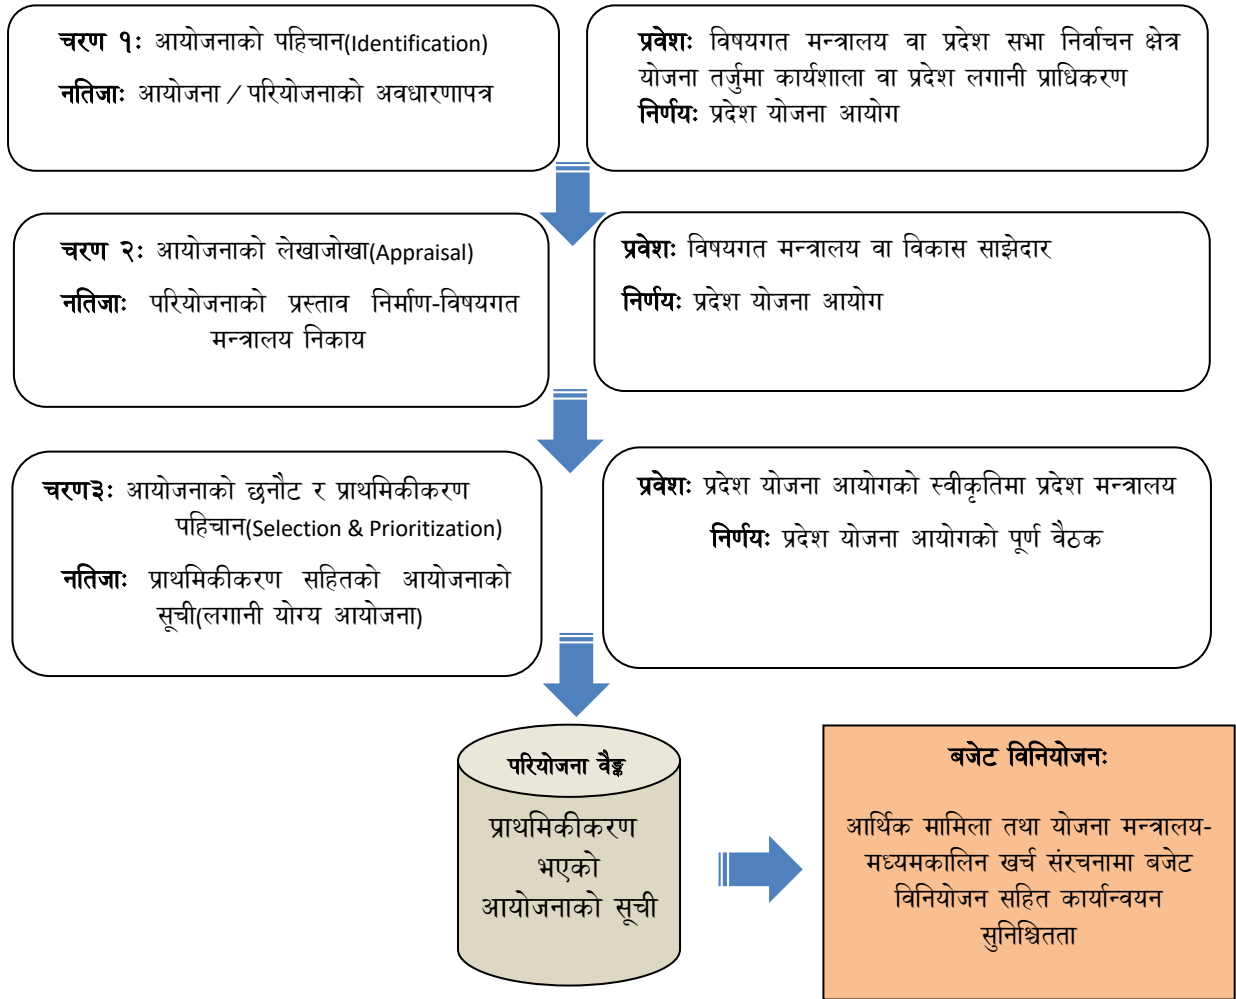 चरण १: आयोजनाको पहिचान(Identification)
नतिजाः आयोजना / परियोजनाको अवधारणापत्र
प्रवेशः विषयगत मन्त्रालय वा प्रदेश सभा निर्वाचन क्षेत्र
योजना तर्जुमा कार्यशाला वा प्रदेश लगानी प्राधिकरण
निर्णयः प्रदेश योजना आयोग
चरण २: आयोजनाको लेखाजोखा(Appraisal)
नतिजाः परियोजनाको प्रस्ताव निर्माण-विषयगत
मन्त्रालय निकाय
प्रवेशः विषयगत मन्त्रालय वा विकास साझेदार
निर्णयः प्रदेश योजना आयोग
चरण३: आयोजनाको छनौट र प्राथमिकीकरण
पहिचान(Selection & Prioritization)
नतिजाः प्राथमिकीकरण सहितको आयोजनाको
सूची(लगानी योग्य आयोजना)
प्रवेशः प्रदेश योजना आयोगको स्वीकृतिमा प्रदेश मन्त्रालय
निर्णयः प्रदेश योजना आयोगको पूर्ण वैठक
परियोजना वैङ्क
प्राथमिकीकरण
भएको
आयोजनाको सूची
बजेट विनियोजनः
आर्थिक मामिला तथा योजना मन्त्रालय-
मध्यमकालिन खर्च संरचनामा बजेट
विनियोजन सहित कार्यान्वयन
सुनिश्चितता